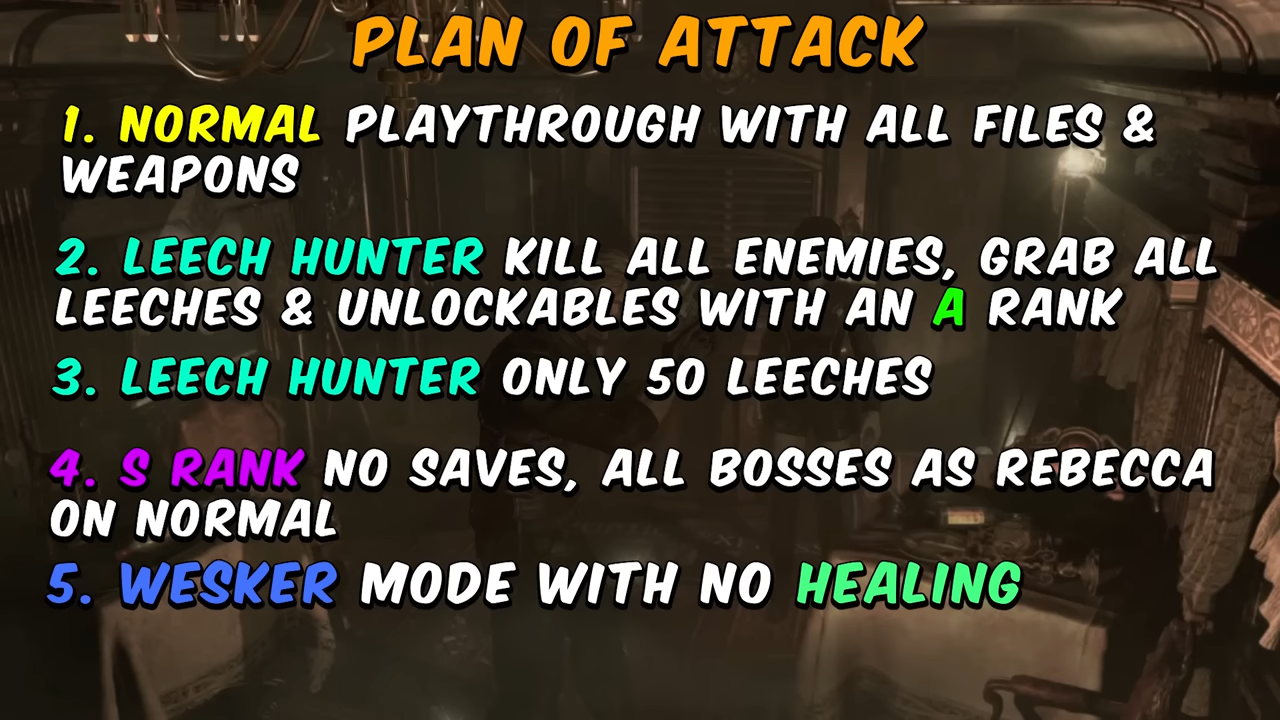 PLAN OF ATTACK
1. NORMAL PLAYTHROUGH WITH ALL FILES &
WEAPONS
2. LEECH HUNTER KILL ALL ENEMIES, GRAB ALL
LEECHES & UNLOCKABLES WITH AN A RANK
3. LEECH HUNTER ONLY 50 LEECHES
4. S RANK NO SAVES, ALL BOSSES AS REBECCA
ON NORMAL
5. WESKER MODE WITH NO HEALING